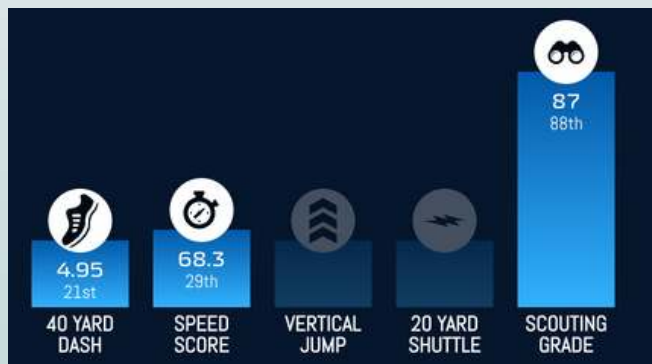 87
88th
68.3
29th
4.95
21st
40 YARD
DASH
SPEED
SCORE
VERTICAL
JUMP
20 YARD
SHUTTLE
SCOUTING
GRADE